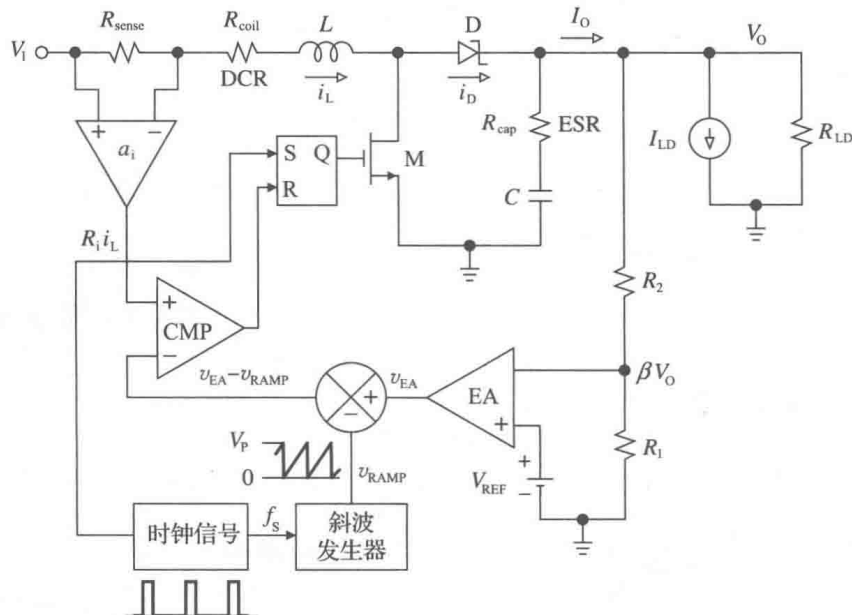 R_sense
R_coil
L
D
I_O
V_O
V_I
DCR
i_L
i_D
+
−
a_i
S
Q
R
M
R_cap
ESR
C
I_LD
R_LD
R_i i_L
+
CMP
−
R_2
v_EA−v_RAMP
v_EA
−
+
EA
+
βV_O
V_P
0
v_RAMP
V_REF
+
−
R_1
时钟信号
f_S
斜波
发生器